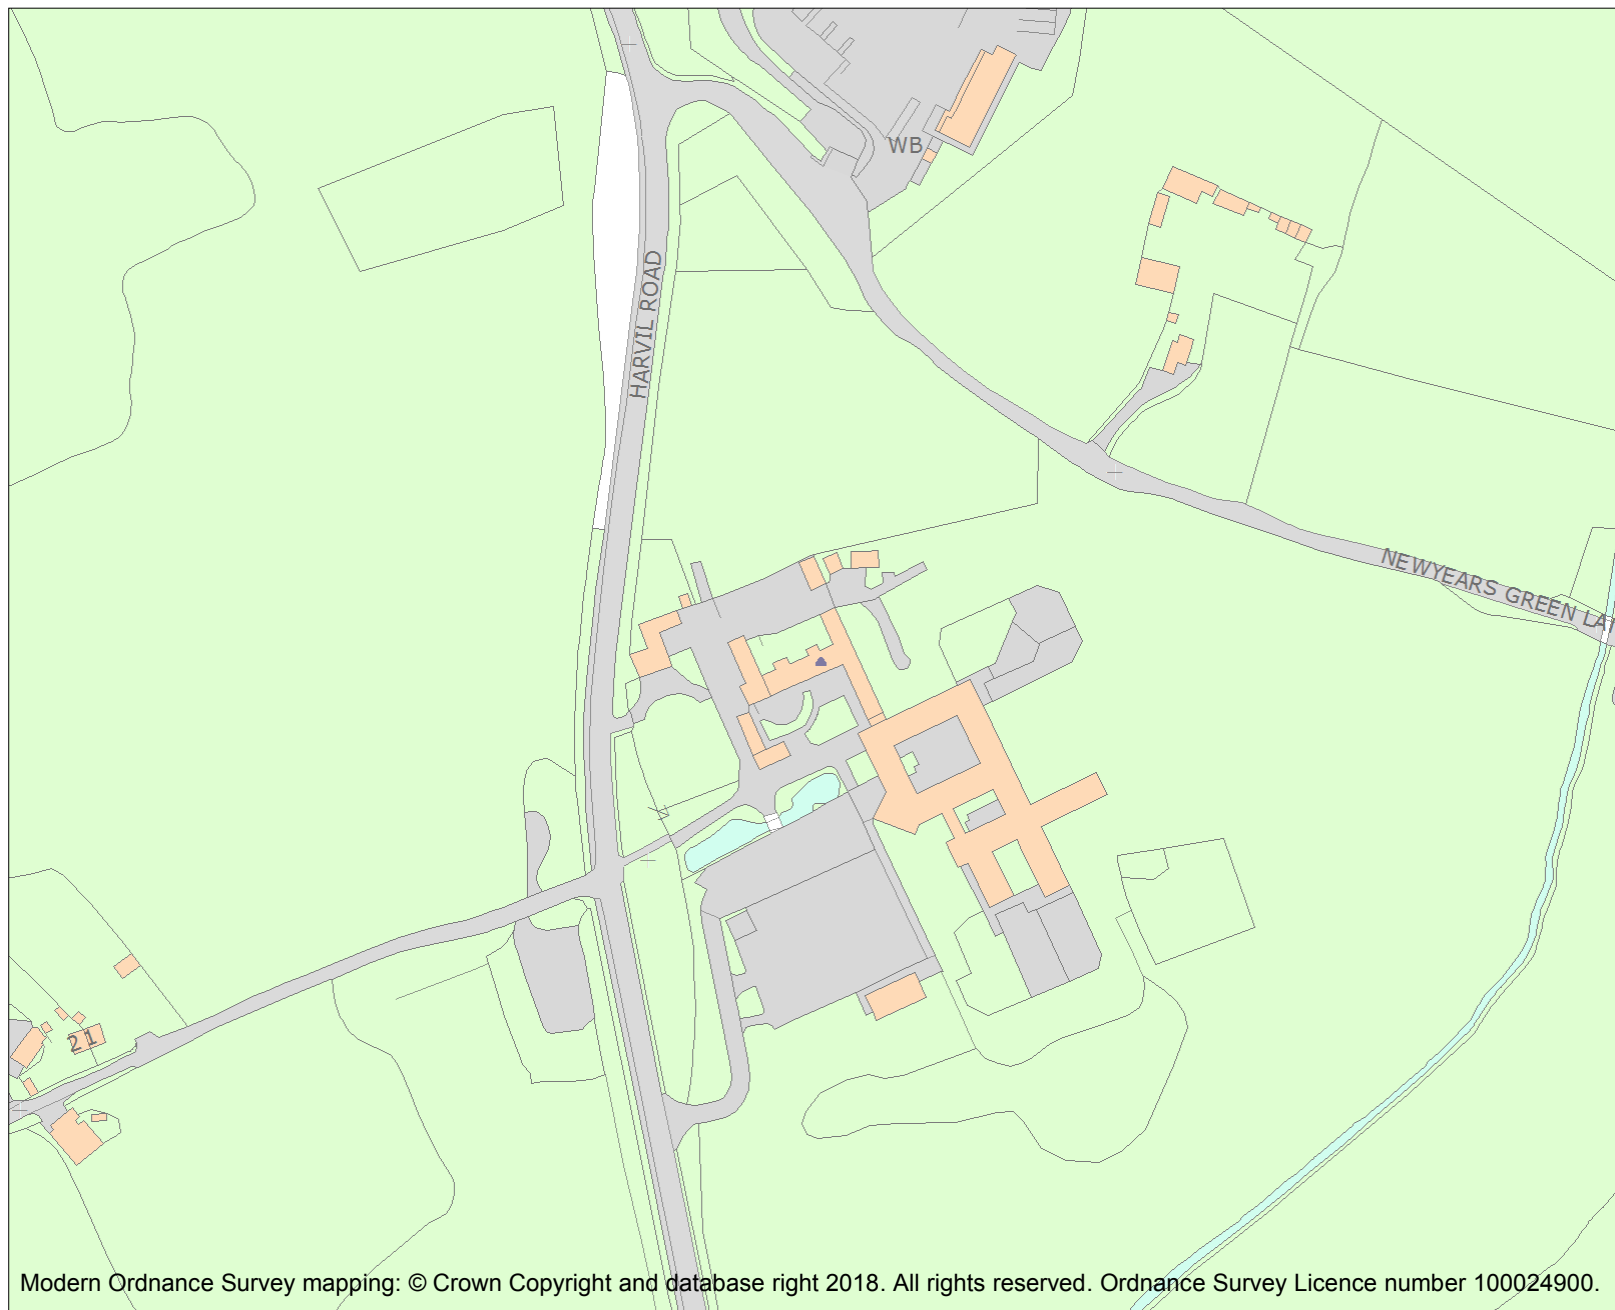 WB
HARVIL ROAD
NEWYEARS GREEN LA
21
Modern Ordnance Survey mapping: © Crown Copyright and database right 2018. All rights reserved. Ordnance Survey Licence number 100024900.